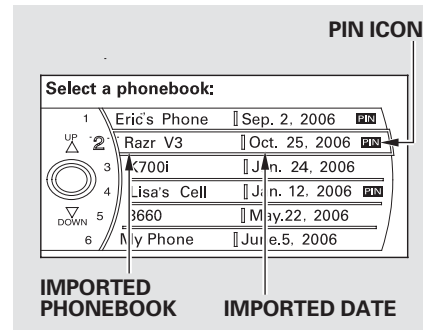 PIN ICON
Select a phonebook:
1 Eric's Phone Sep. 2, 2006 PIN
UP 2 Razr V3 Oct. 25, 2006 PIN
3 K700i Jan. 24, 2006
4 Lisa's Cell Jan. 12, 2006 PIN
DOWN 5 3660 May.22, 2006
6 My Phone June.5, 2006
IMPORTED PHONEBOOK
IMPORTED DATE